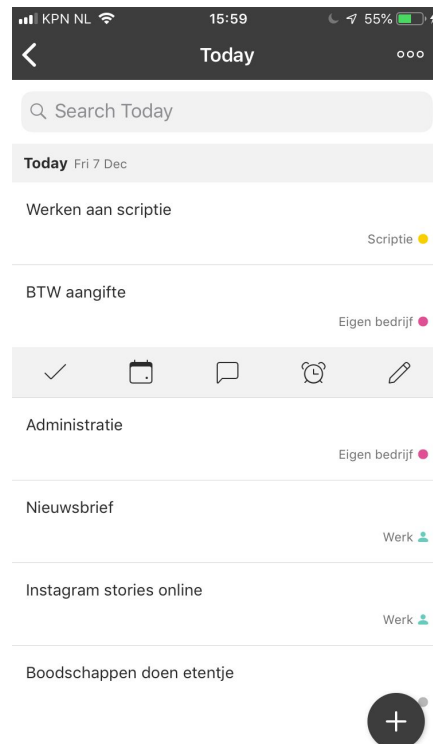 KPN NL 15:59 55%
Today
Search Today
Today Fri 7 Dec
Werken aan scriptie
Scriptie
BTW aangifte
Eigen bedrijf
Administratie
Eigen bedrijf
Nieuwsbrief
Werk
Instagram stories online
Werk
Boodschappen doen etentje